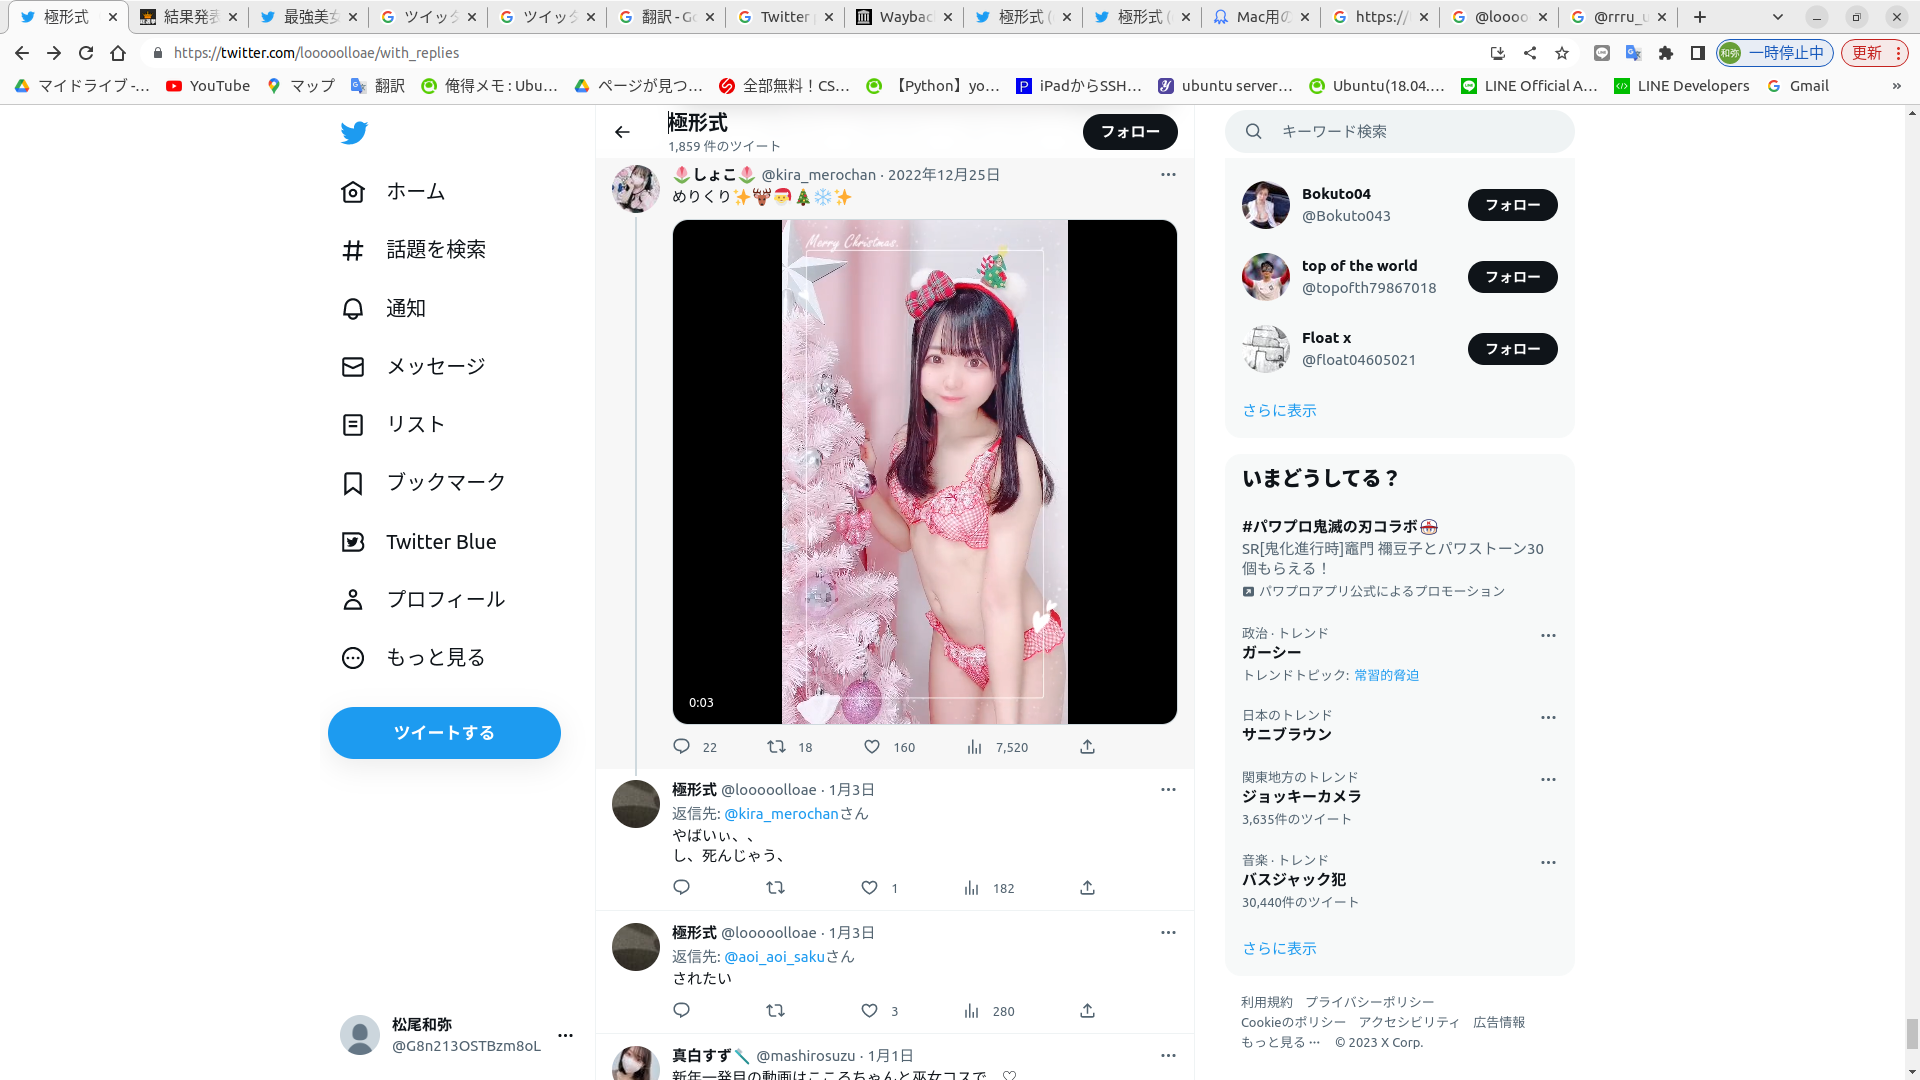 極形式
結果発表
最強美女
ツイッタ
ツイッタ
翻訳 - Go
Twitter
Wayba
極形式 (
極形式 (
Mac用の
https://
@loooo
@rrru_u
https://twitter.com/looooolloae/with_replies
和弥 一時停止中
更新
マイドライブ -...
YouTube
マップ
翻訳
俺得メモ : Ubu...
ページが見つ...
全部無料！CS...
【Python】yo...
iPadからSSH...
ubuntu server...
Ubuntu(18.04....
LINE Official A...
LINE Developers
Gmail
»
ホーム
話題を検索
通知
メッセージ
リスト
ブックマーク
Twitter Blue
プロフィール
もっと見る
ツイートする
松尾和弥
@G8n213OSTBzm8oL
極形式
1,859 件のツイート
フォロー
🌷しょこ🌷 @kira_merochan · 2022年12月25日
めりくり✨🎅🎄❄️✨
Merry Christmas.
0:03
22 18 160 7,520
極形式 @looooolloae · 1月3日
返信先: @kira_merochanさん
やばいぃ、、
し、死んじゃう、
1 182
極形式 @looooolloae · 1月3日
返信先: @aoi_aoi_sakuさん
されたい
3 280
真白すず🪥 @mashirosuzu · 1月1日
新年一発目の動画はこころちゃんと巫女コスで、♡
キーワード検索
Bokuto04
@Bokuto043
フォロー
top of the world
@topofth79867018
フォロー
Float x
@float04605021
フォロー
さらに表示
いまどうしてる？
#パワプロ鬼滅の刃コラボ
SR[鬼化進行時]竈門 禰豆子とパワストーン30
個もらえる！
パワプロアプリ公式によるプロモーション
政治 · トレンド
ガーシー
トレンドトピック: 常習的脅迫
日本のトレンド
サニブラウン
関東地方のトレンド
ジョッキーカメラ
3,635件のツイート
音楽 · トレンド
バスジャック犯
30,440件のツイート
さらに表示
利用規約 プライバシーポリシー
Cookieのポリシー アクセシビリティ 広告情報
もっと見る ··· © 2023 X Corp.